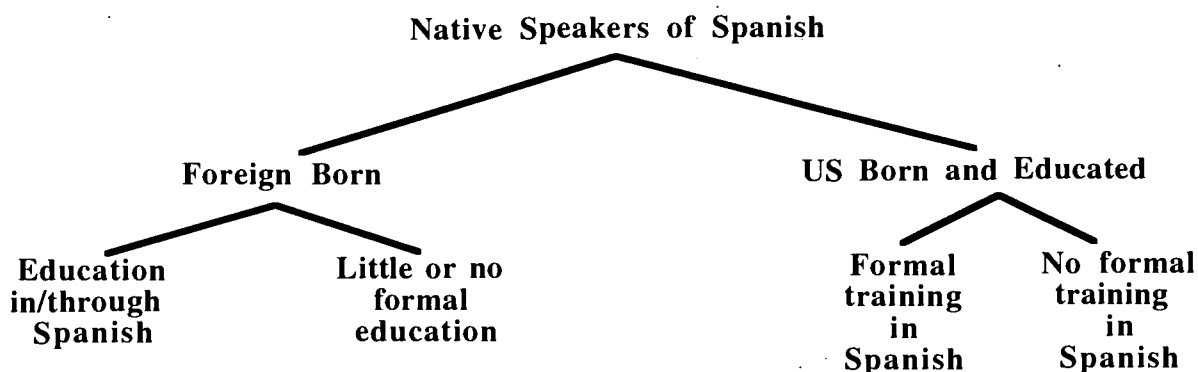 Native Speakers of Spanish
Foreign Born
US Born and Educated
Education
in/through
Spanish
Little or no
formal
education
Formal
training
in
Spanish
No formal
training
in
Spanish